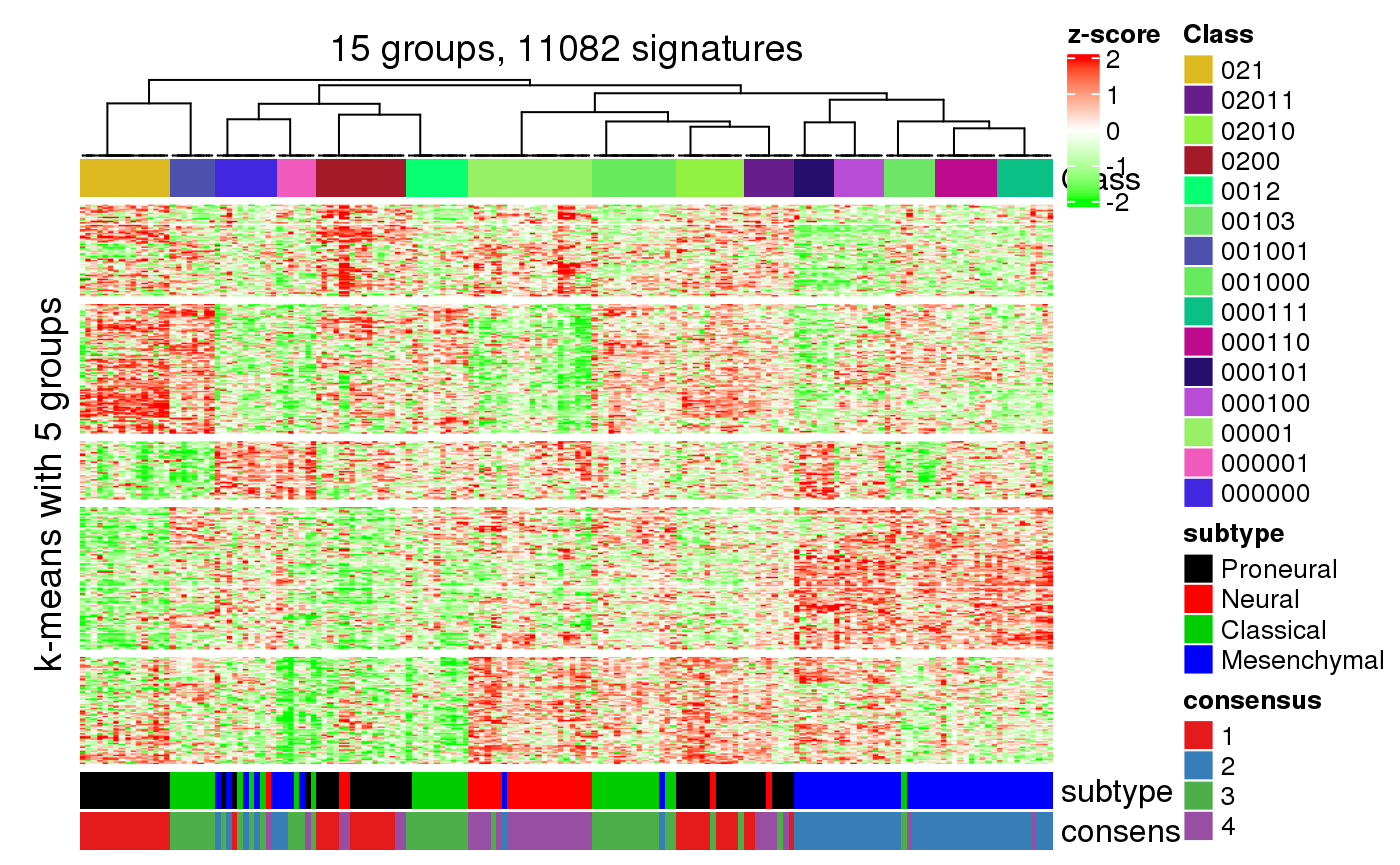 15 groups, 11082 signatures
k-means with 5 groups
Class
subtype
consens
z-score
2
1
0
-1
-2
Class
021
02011
02010
0200
0012
00103
001001
001000
000111
000110
000101
000100
00001
000001
000000
subtype
Proneural
Neural
Classical
Mesenchymal
consensus
1
2
3
4